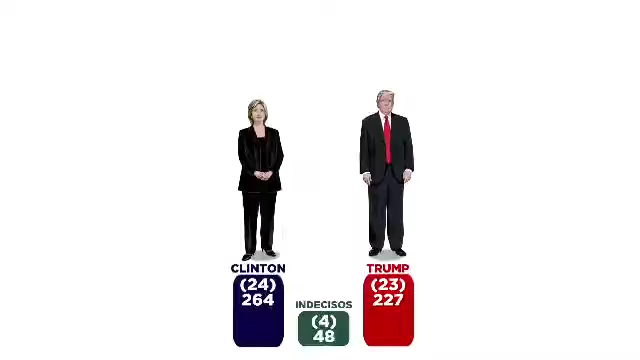 CLINTON
(24)
264
INDECISOS
(4)
48
TRUMP
(23)
227